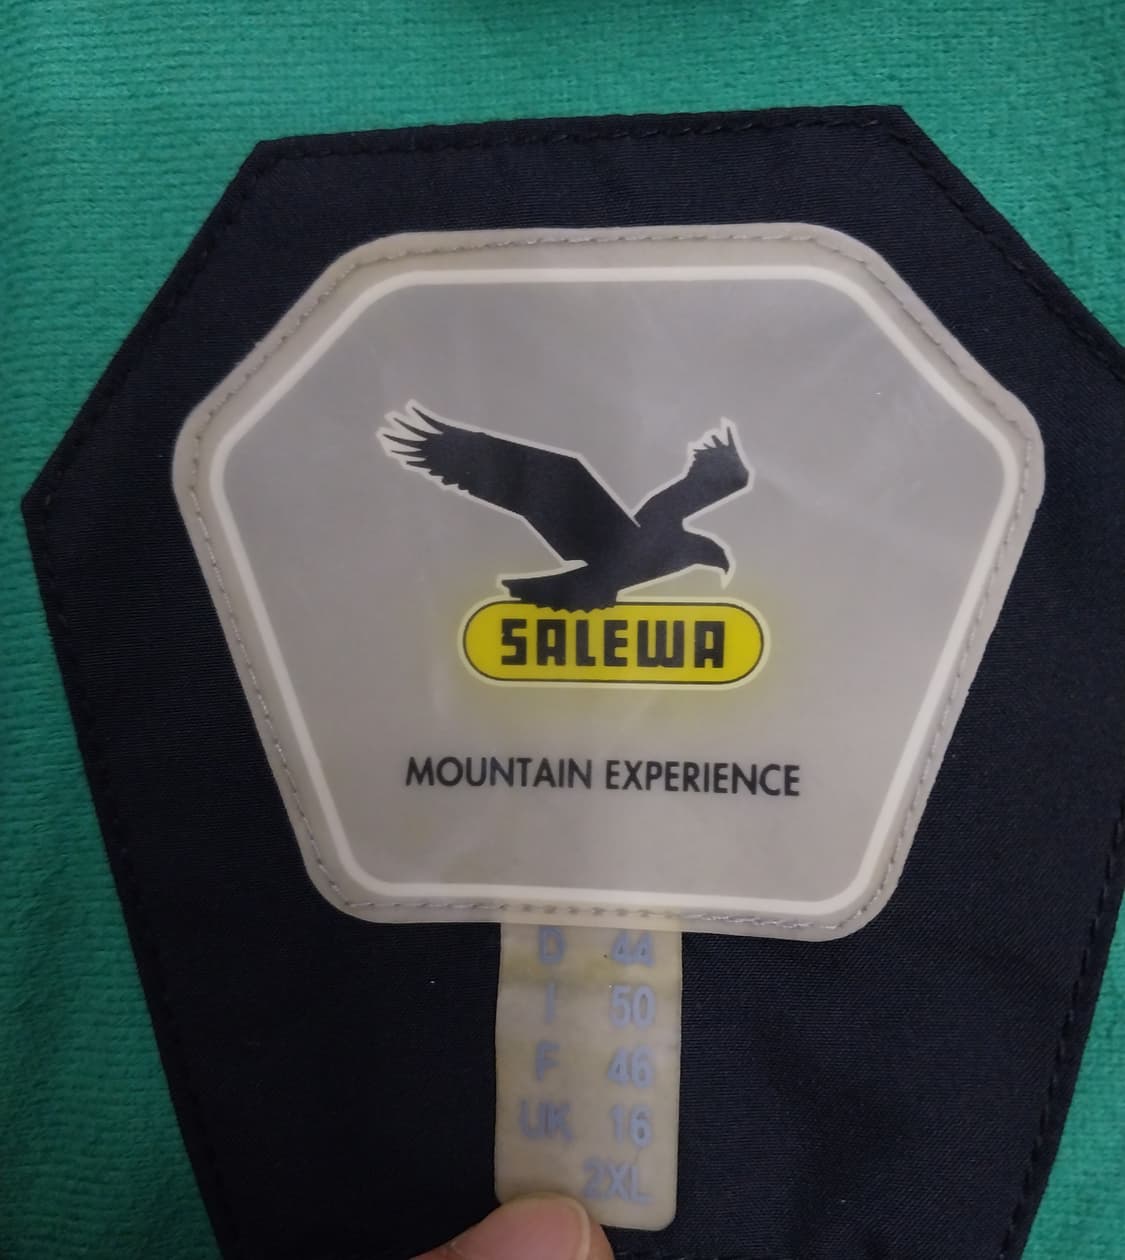 SALEWA
MOUNTAIN EXPERIENCE
D 44
I 50
F 46
UK 16
2XL